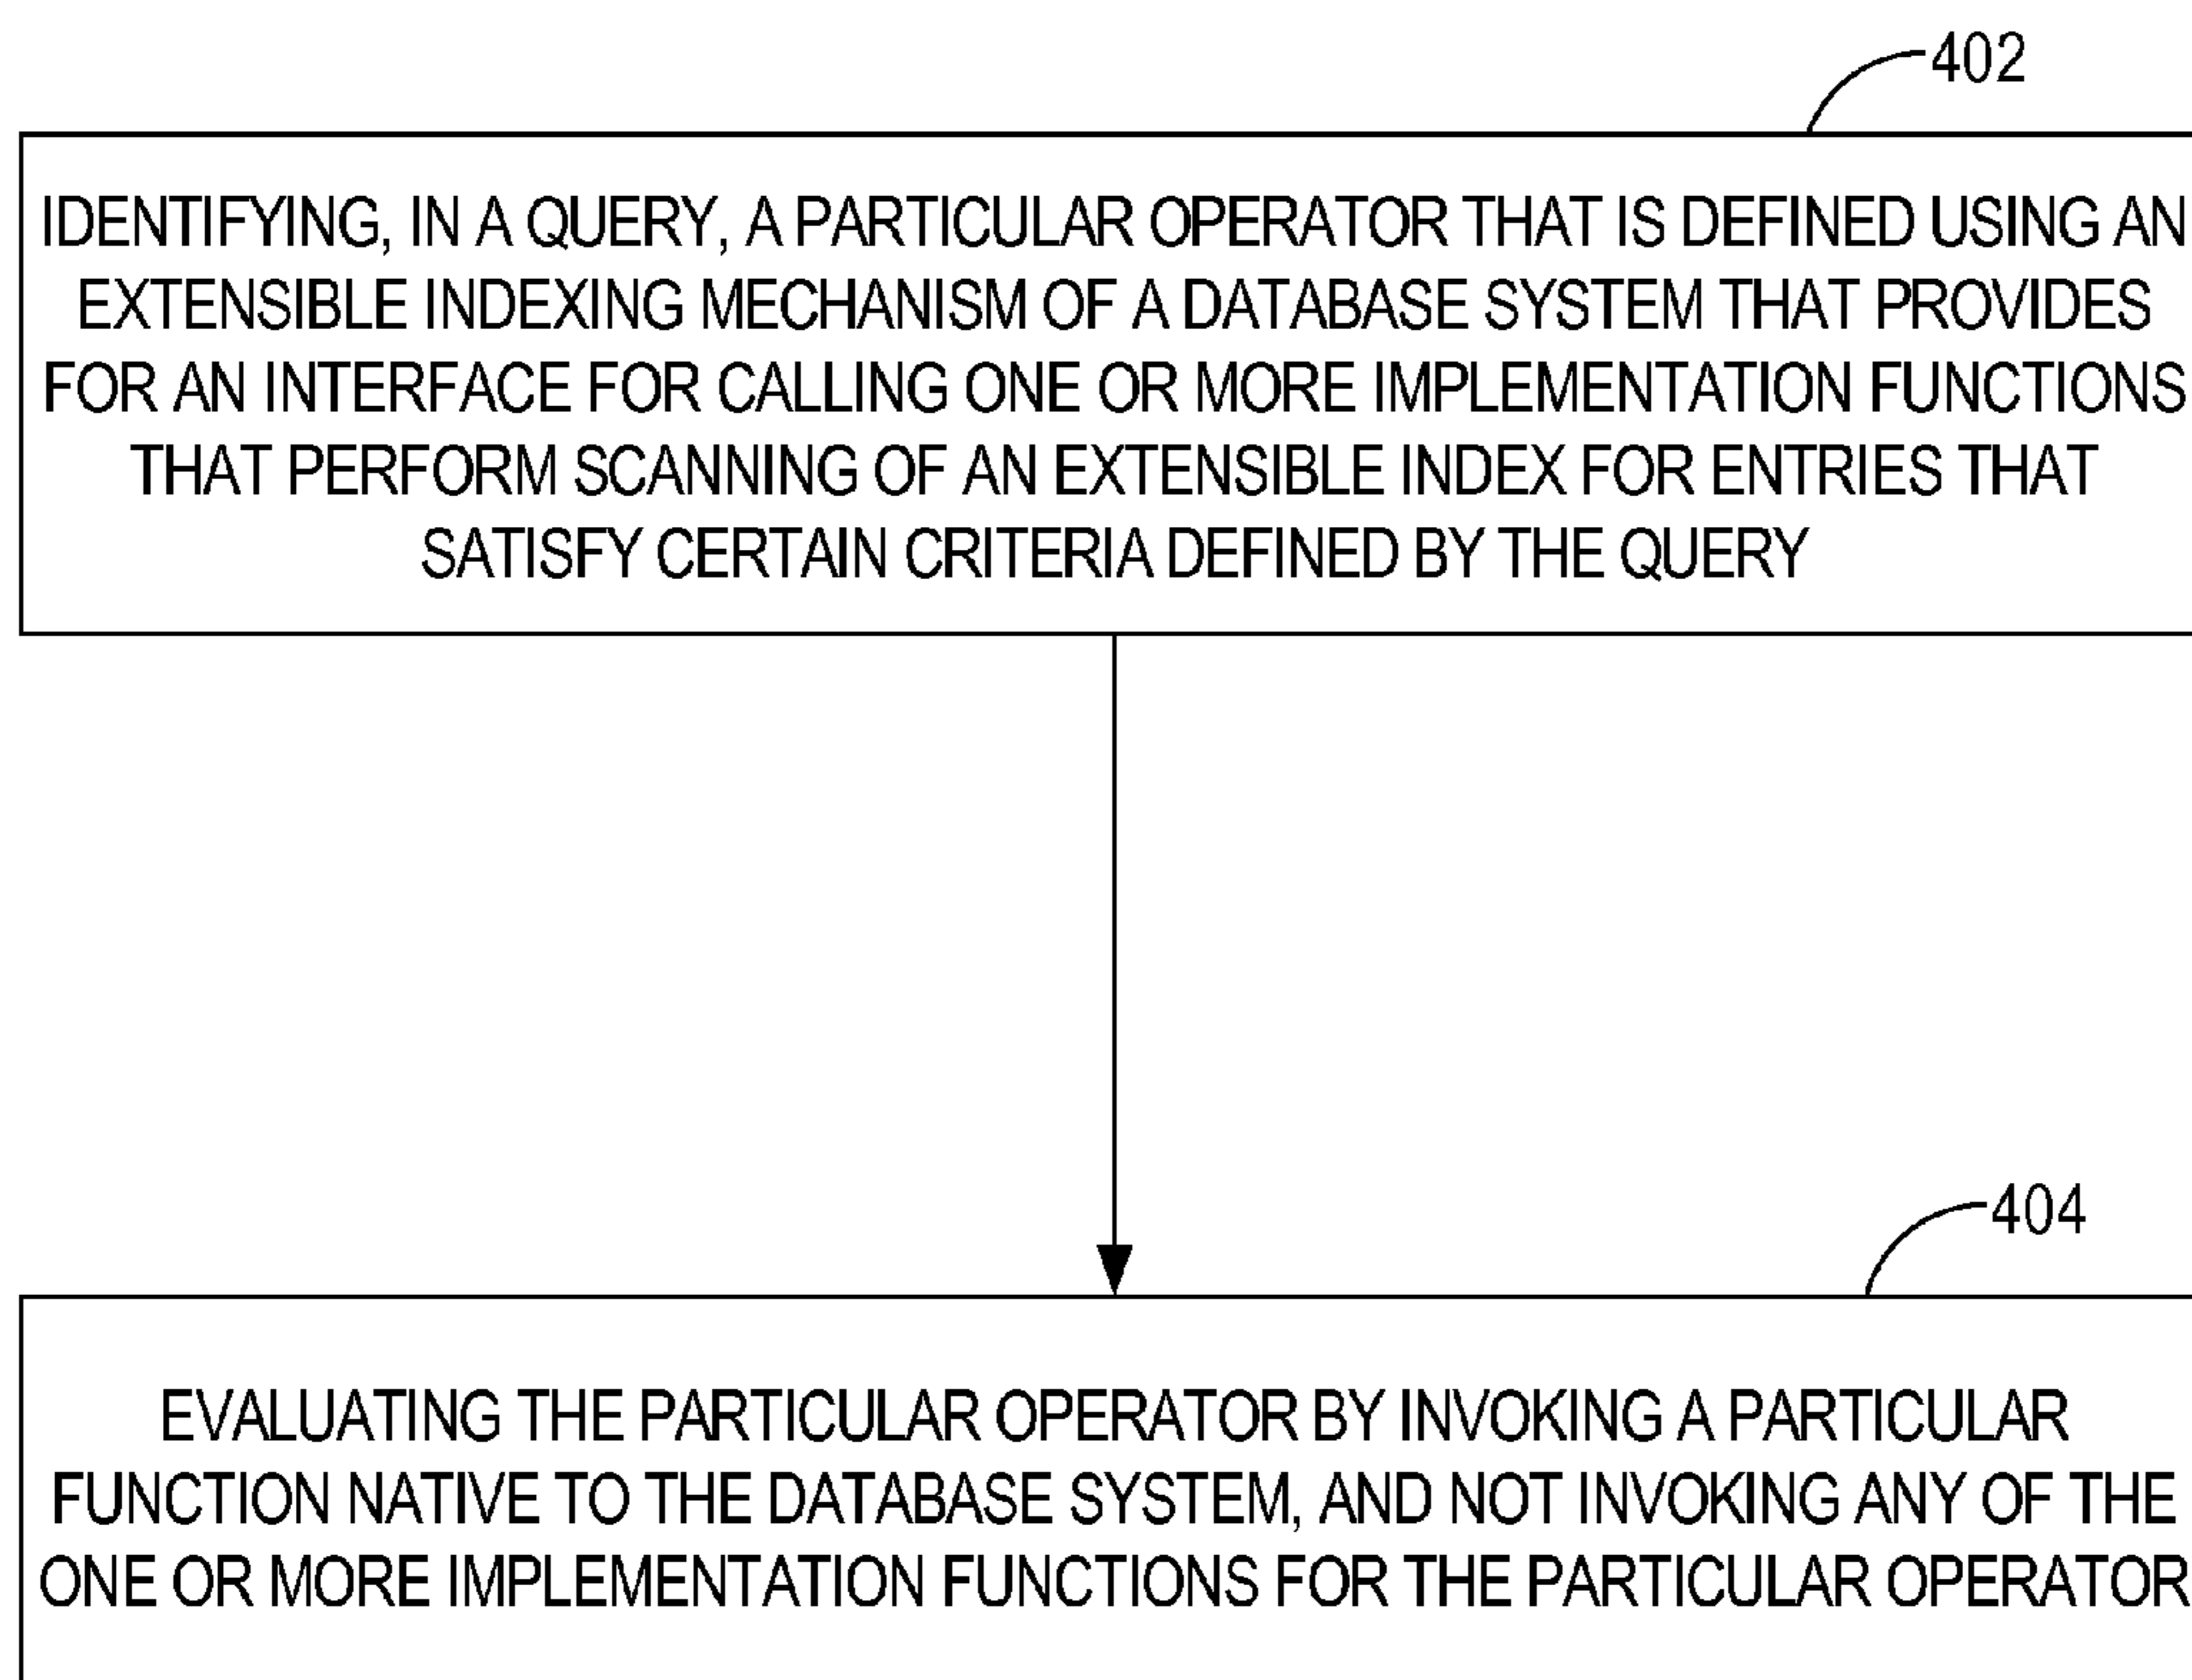 402
IDENTIFYING, IN A QUERY, A PARTICULAR OPERATOR THAT IS DEFINED USING AN
EXTENSIBLE INDEXING MECHANISM OF A DATABASE SYSTEM THAT PROVIDES
FOR AN INTERFACE FOR CALLING ONE OR MORE IMPLEMENTATION FUNCTIONS
THAT PERFORM SCANNING OF AN EXTENSIBLE INDEX FOR ENTRIES THAT
SATISFY CERTAIN CRITERIA DEFINED BY THE QUERY
404
EVALUATING THE PARTICULAR OPERATOR BY INVOKING A PARTICULAR
FUNCTION NATIVE TO THE DATABASE SYSTEM, AND NOT INVOKING ANY OF THE
ONE OR MORE IMPLEMENTATION FUNCTIONS FOR THE PARTICULAR OPERATOR